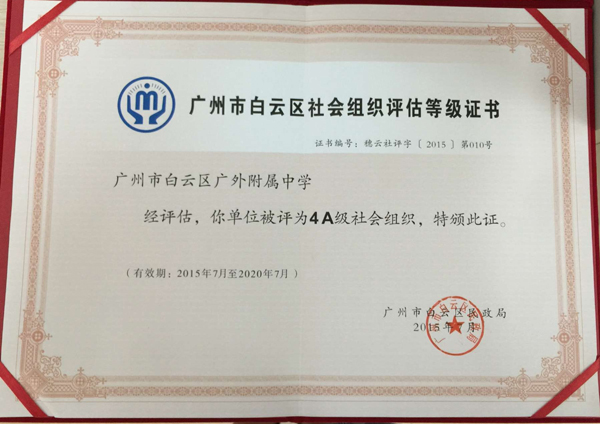 广州市白云区社会组织评估等级证书
证书编号：穗云社评字〔2015〕第010号
广州市白云区广外附属中学
经评估，你单位被评为4A级社会组织，特颁此证。
（有效期：2015年7月至2020年7月）
广州市白云区民政局
2015年7月